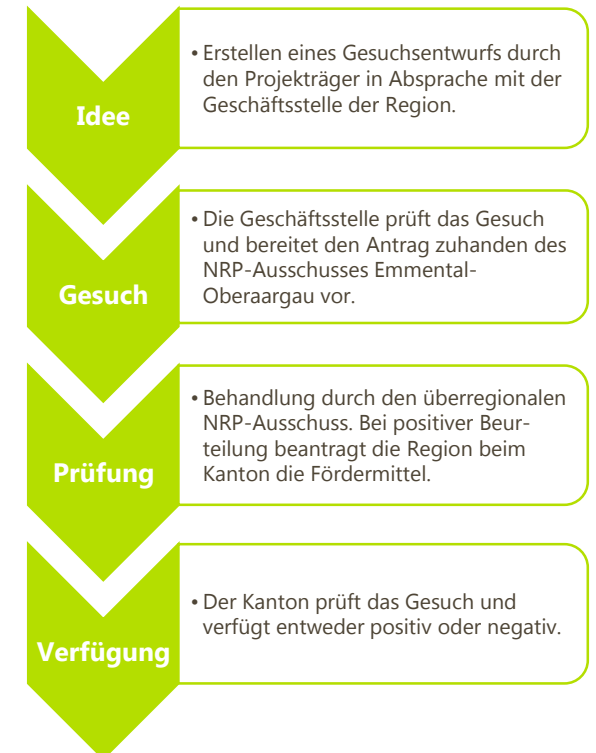 Idee
• Erstellen eines Gesuchsentwurfs durch
den Projekträger in Absprache mit der
Geschäftsstelle der Region.
Gesuch
• Die Geschäftsstelle prüft das Gesuch
und bereitet den Antrag zuhanden des
NRP-Ausschusses Emmental-
Oberaargau vor.
Prüfung
• Behandlung durch den überregionalen
NRP-Ausschuss. Bei positiver Beur-
teilung beantragt die Region beim
Kanton die Fördermittel.
Verfügung
• Der Kanton prüft das Gesuch und
verfügt entweder positiv oder negativ.